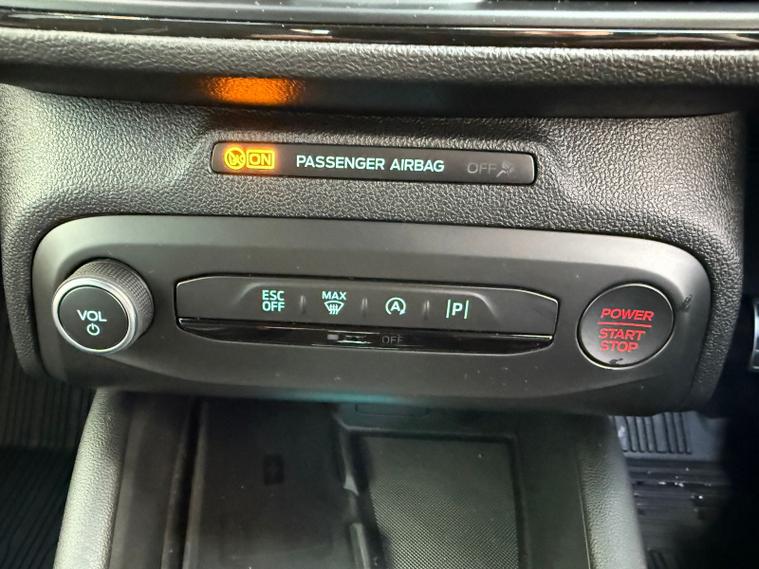 ON PASSENGER AIRBAG OFF
ESC
OFF
MAX
A
P
VOL
OFF
POWER
START
STOP